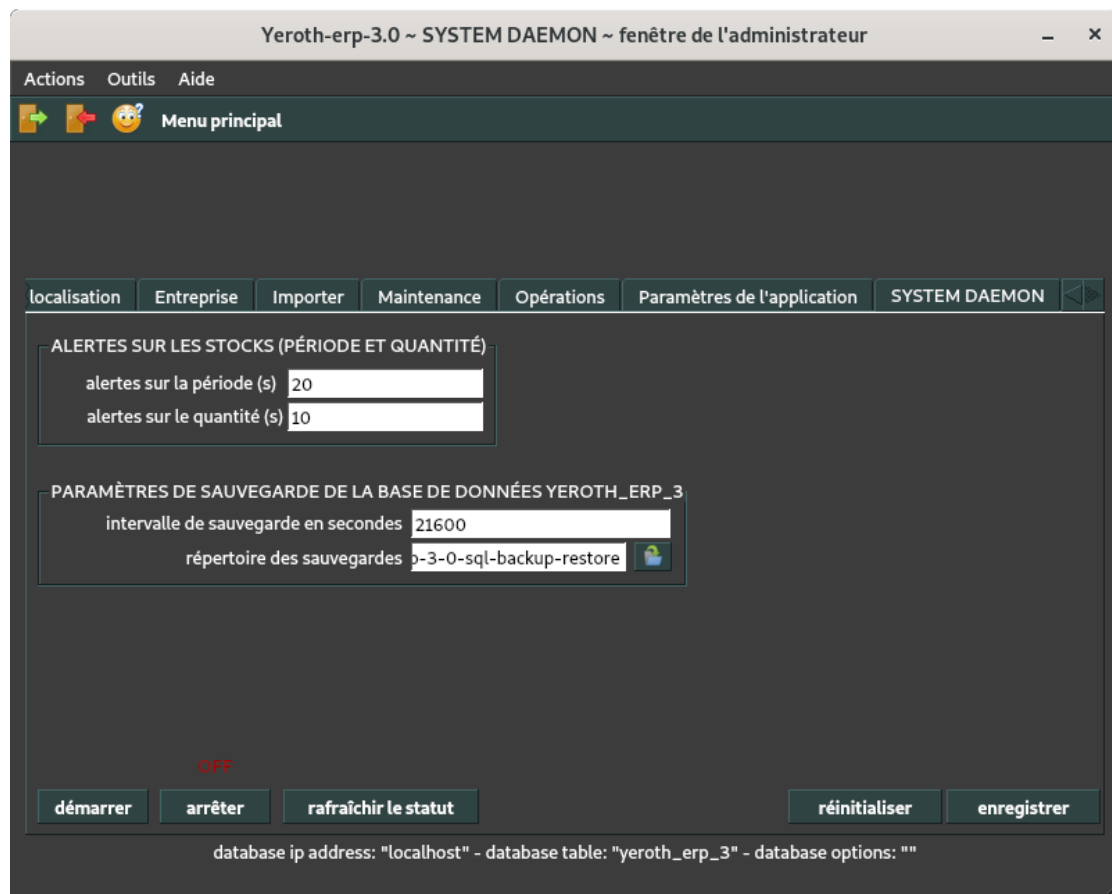 Yeroth-erp-3.0 ~ SYSTEM DAEMON ~ fenêtre de l'administrateur
Actions Outils Aide
Menu principal
localisation Entreprise Importer Maintenance Opérations Paramètres de l'application SYSTEM DAEMON
ALERTES SUR LES STOCKS (PÉRIODE ET QUANTITÉ)
alertes sur la période (s) 20
alertes sur le quantité (s) 10
PARAMÈTRES DE SAUVEGARDE DE LA BASE DE DONNÉES YEROTH_ERP_3
intervalle de sauvegarde en secondes 21600
répertoire des sauvegardes -3-0-sql-backup-restore
OFF
démarrer arrêter rafraîchir le statut réinitialiser enregistrer
database ip address: "localhost" - database table: "yeroth_erp_3" - database options: ""